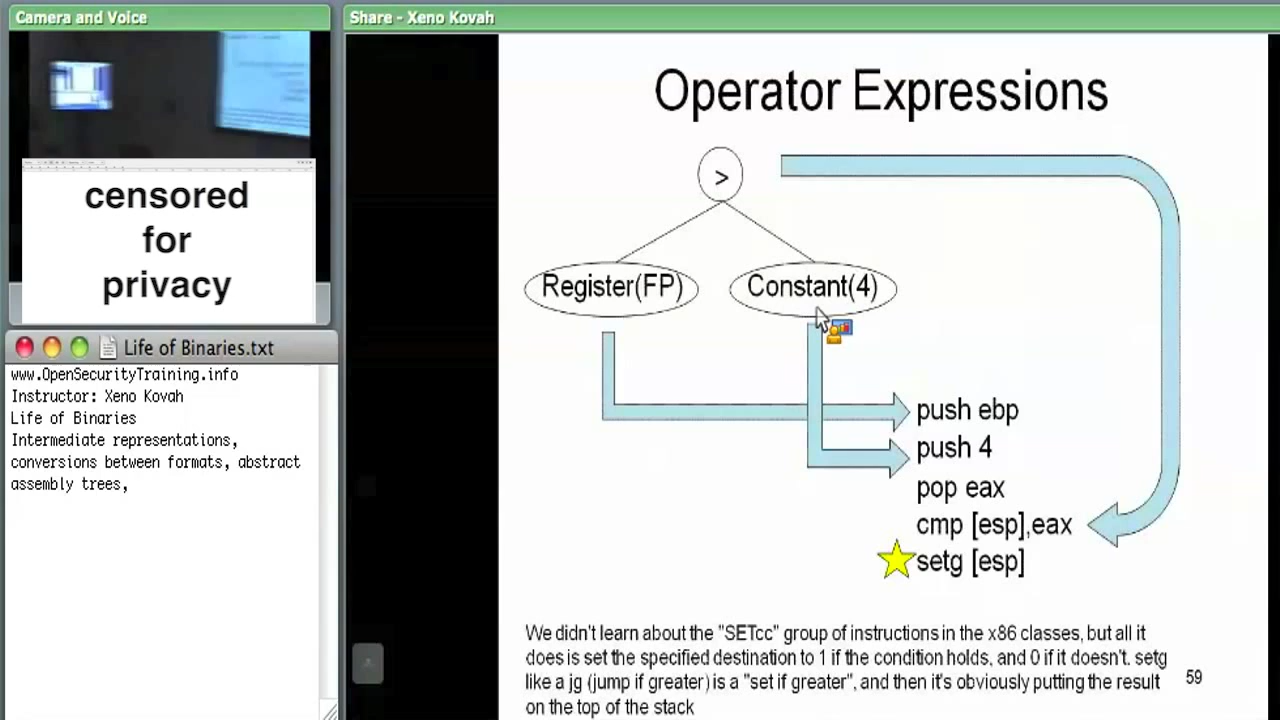 Camera and Voice
Share - Xeno Kovah
censored
for
privacy
Life of Binaries.txt
www.OpenSecurityTraining.info
Instructor: Xeno Kovah
Life of Binaries
Intermediate representations,
conversions between formats, abstract
assembly trees,
Operator Expressions
>
Register(FP)
Constant(4)
push ebp
push 4
pop eax
cmp [esp],eax
setg [esp]
We didn't learn about the "SETcc" group of instructions in the x86 classes, but all it
does is set the specified destination to 1 if the condition holds, and 0 if it doesn't. setg
like a jg (jump if greater) is a "set if greater", and then it's obviously putting the result
on the top of the stack
59